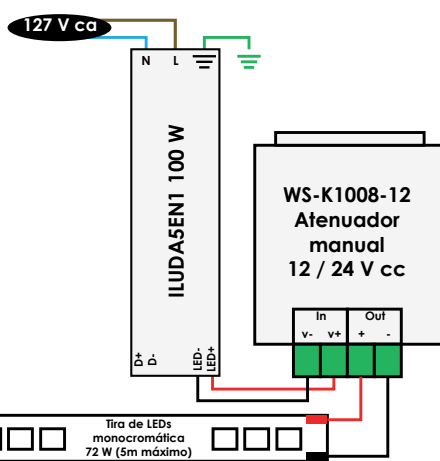 127 V ca
N L
ILUDA5EN1 100 W
D+
D-
LED-
LED+
WS-K1008-12
Atenuador
manual
12 / 24 V cc
In Out
v- v+ + -
Tira de LEDs
monocromática
72 W (5m máximo)